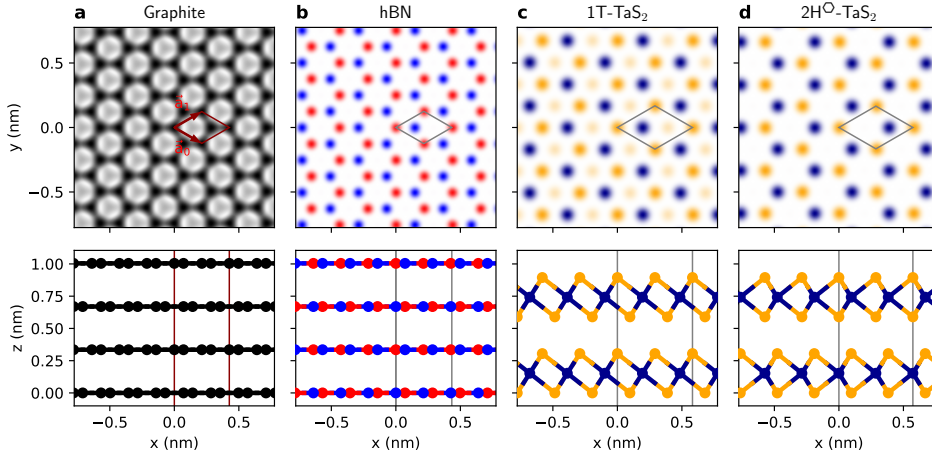 a Graphite b hBN c 1T-TaS₂ d 2H⬡-TaS₂
y (nm)
0.5
0.0
−0.5
a₁
a₀
z (nm)
1.00
0.75
0.50
0.25
0.00
−0.5 0.0 0.5 −0.5 0.0 0.5 −0.5 0.0 0.5 −0.5 0.0 0.5
x (nm) x (nm) x (nm) x (nm)